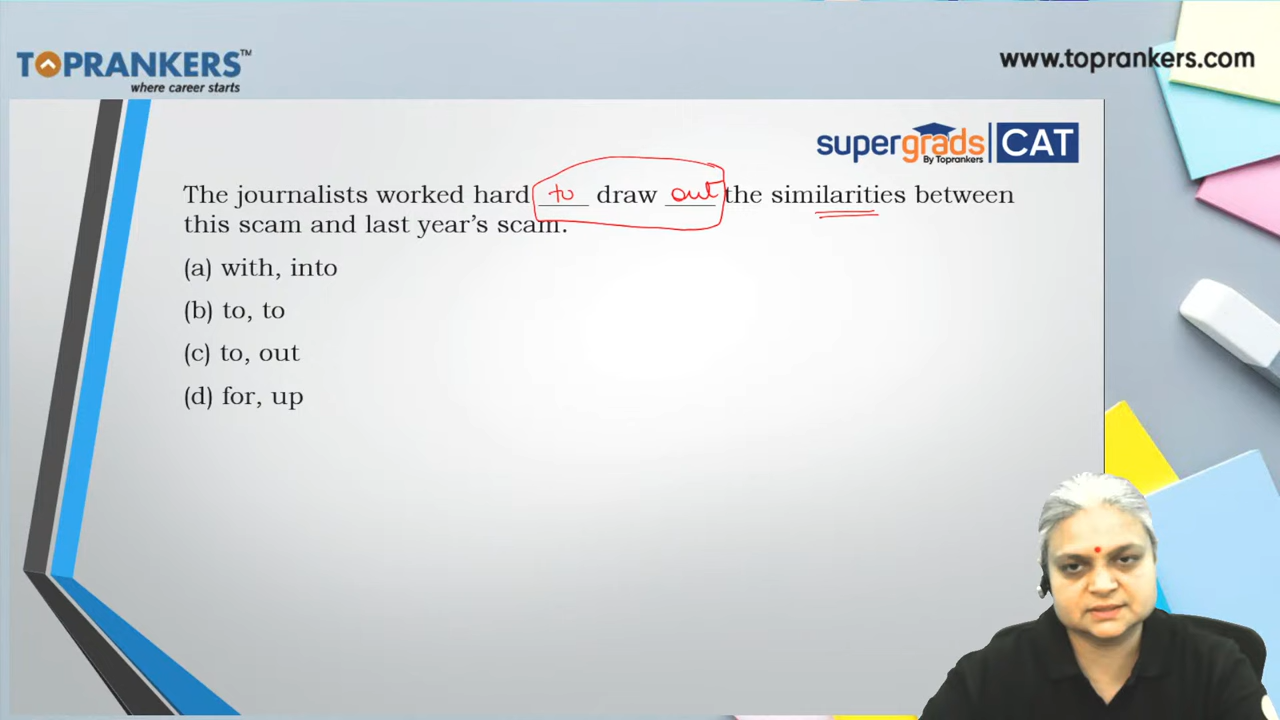 TOPRANKERS™
where career starts
www.toprankers.com
supergrads | CAT
By Toprankers
The journalists worked hard to draw out the similarities between
this scam and last year's scam.
(a) with, into
(b) to, to
(c) to, out
(d) for, up